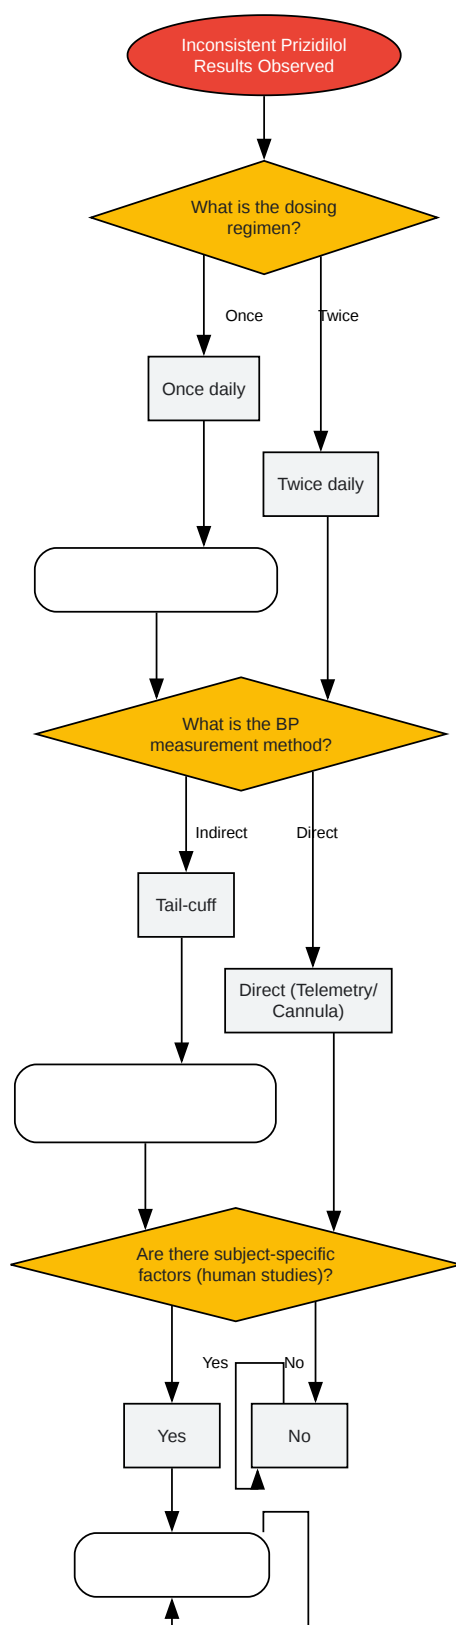 Inconsistent Prizidilol
Results Observed
What is the dosing
regimen?
Once
Twice
Once daily
Twice daily
What is the BP
measurement method?
Indirect
Direct
Tail-cuff
Direct (Telemetry/
Cannula)
Are there subject-specific
factors (human studies)?
Yes
No
Yes
No